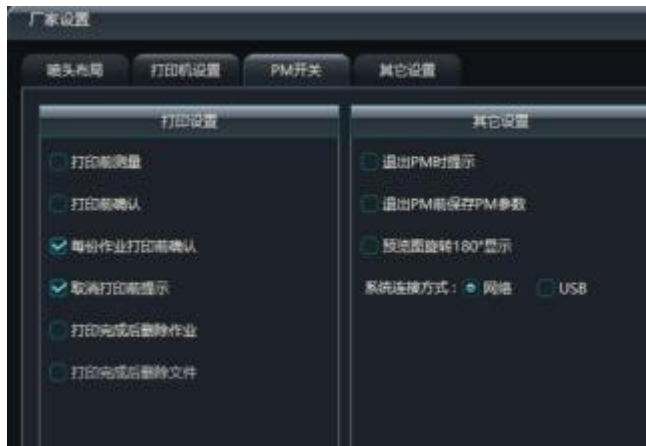 厂家设置
喷头布局 打印机设置 PM开关 其它设置
打印设置
打印前测量
打印前确认
每份作业打印前确认
取消打印前提示
打印完成后删除作业
打印完成后删除文件
其它设置
退出PM时提示
退出PM前保存PM参数
预览图旋转180°显示
系统连接方式: 网络 USB